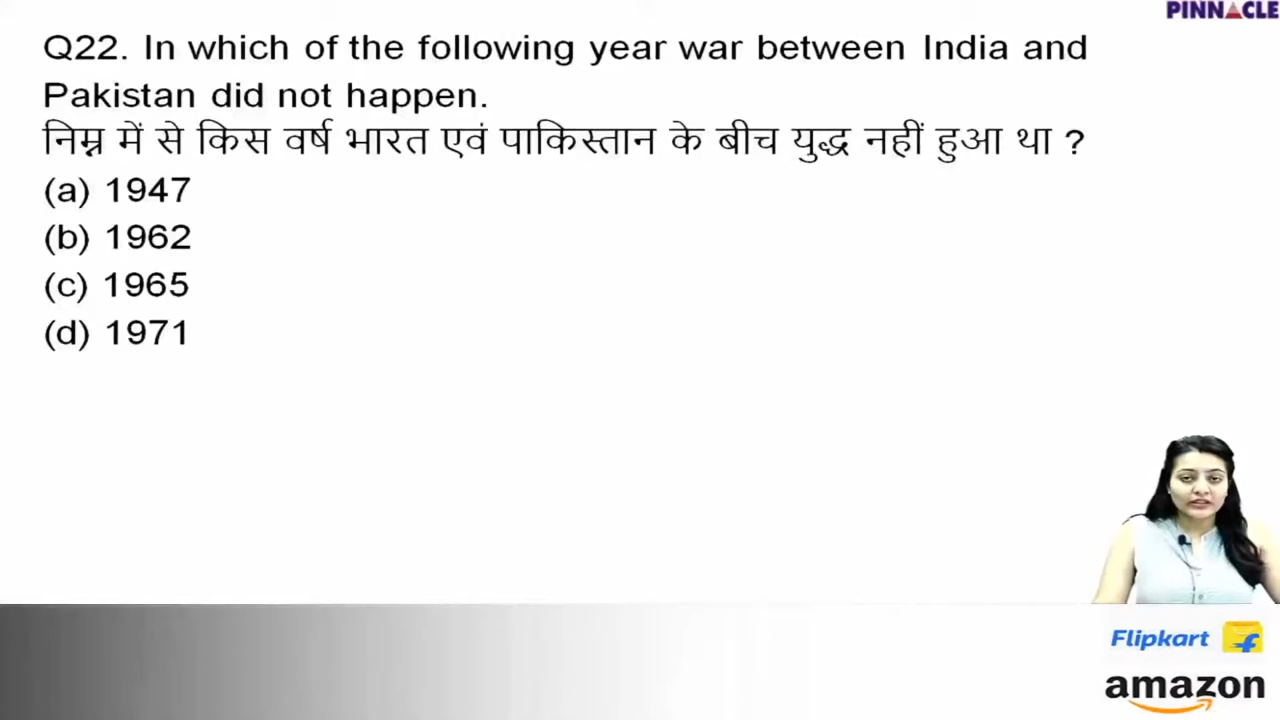 PINNACLE
Q22. In which of the following year war between India and
Pakistan did not happen.
निम्न में से किस वर्ष भारत एवं पाकिस्तान के बीच युद्ध नहीं हुआ था ?
(a) 1947
(b) 1962
(c) 1965
(d) 1971
Flipkart
amazon